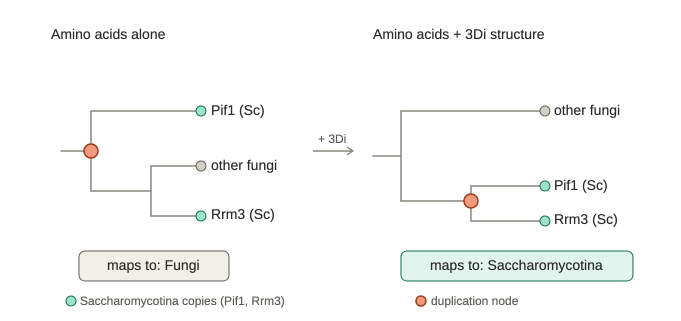 Amino acids alone
Amino acids + 3Di structure
Pif1 (Sc)
other fungi
Rrm3 (Sc)
+ 3Di
other fungi
Pif1 (Sc)
Rrm3 (Sc)
maps to: Fungi
maps to: Saccharomycotina
Saccharomycotina copies (Pif1, Rrm3)
duplication node